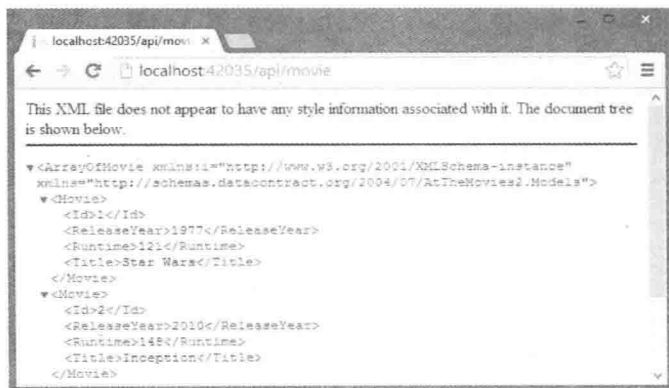 localhost:42035/api/movi ×
localhost:42035/api/movie
This XML file does not appear to have any style information associated with it. The document tree
is shown below.
▼<ArrayOfMovie xmlns:i="http://www.w3.org/2001/XMLSchema-instance"
xmlns="http://schemas.datacontract.org/2004/07/AtTheMovies2.Models">
▼<Movie>
<Id>1</Id>
<ReleaseYear>1977</ReleaseYear>
<Runtime>121</Runtime>
<Title>Star Wars</Title>
</Movie>
▼<Movie>
<Id>2</Id>
<ReleaseYear>2010</ReleaseYear>
<Runtime>148</Runtime>
<Title>Inception</Title>
</Movie>